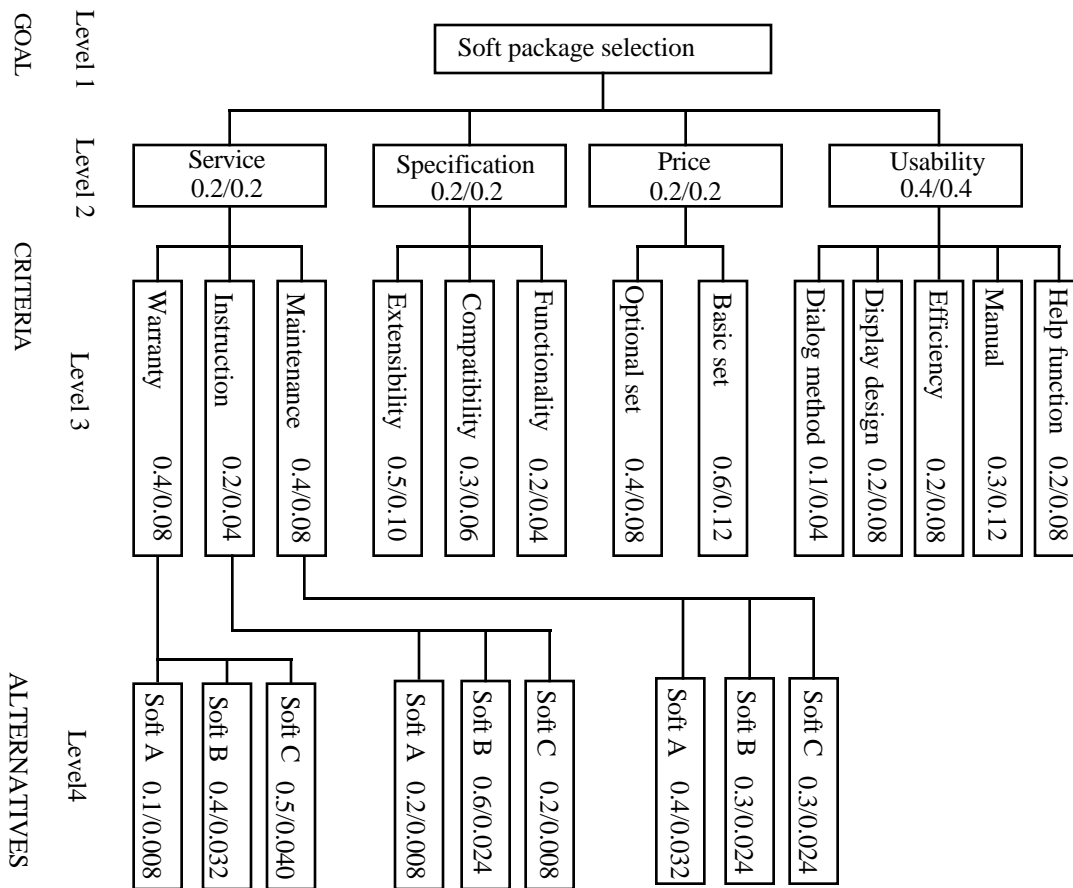 GOAL
Level 1
Soft package selection
Level 2
Service
0.2/0.2
Specification
0.2/0.2
Price
0.2/0.2
Usability
0.4/0.4
CRITERIA
Level 3
Warranty 0.4/0.08
Instruction 0.2/0.04
Maintenance 0.4/0.08
Extensibility 0.5/0.10
Compatibility 0.3/0.06
Functionality 0.2/0.04
Optional set 0.4/0.08
Basic set 0.6/0.12
Dialog method 0.1/0.04
Display design 0.2/0.08
Efficiency 0.2/0.08
Manual 0.3/0.12
Help function 0.2/0.08
ALTERNATIVES
Level4
Soft A 0.1/0.008
Soft B 0.4/0.032
Soft C 0.5/0.040
Soft A 0.2/0.008
Soft B 0.6/0.024
Soft C 0.2/0.008
Soft A 0.4/0.032
Soft B 0.3/0.024
Soft C 0.3/0.024